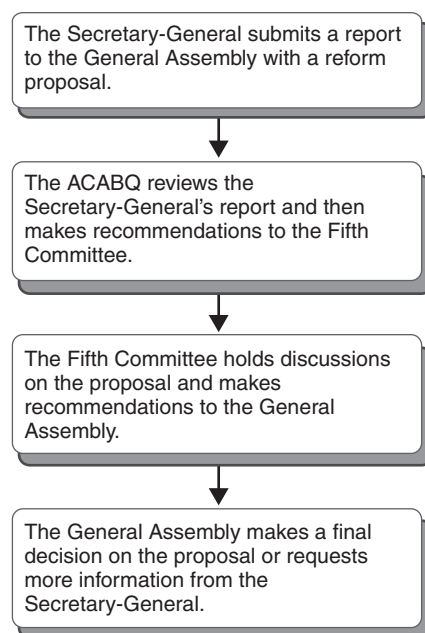 The Secretary-General submits a report
to the General Assembly with a reform
proposal.
The ACABQ reviews the
Secretary-General's report and then
makes recommendations to the Fifth
Committee.
The Fifth Committee holds discussions
on the proposal and makes
recommendations to the General
Assembly.
The General Assembly makes a final
decision on the proposal or requests
more information from the
Secretary-General.